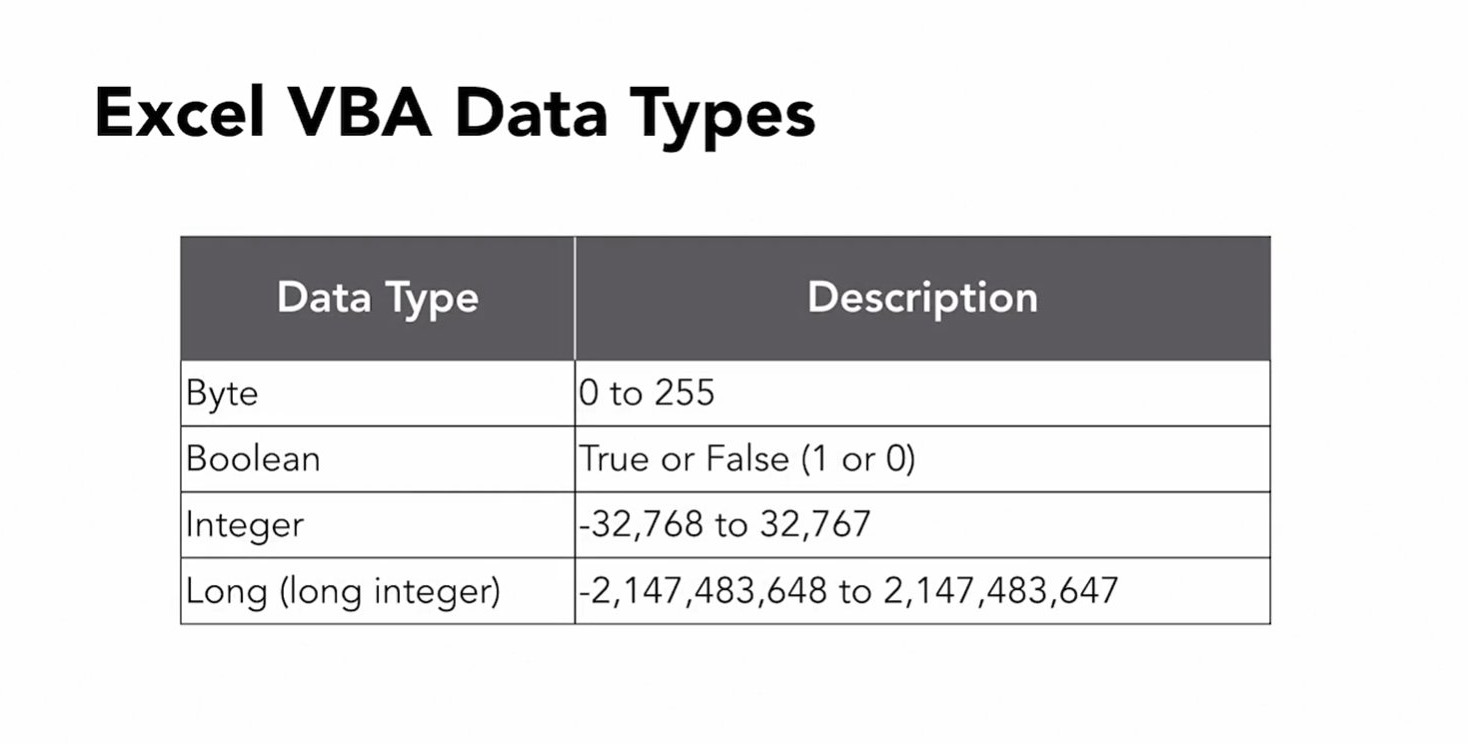 Excel VBA Data Types
Data Type Description
Byte 0 to 255
Boolean True or False (1 or 0)
Integer -32,768 to 32,767
Long (long integer) -2,147,483,648 to 2,147,483,647